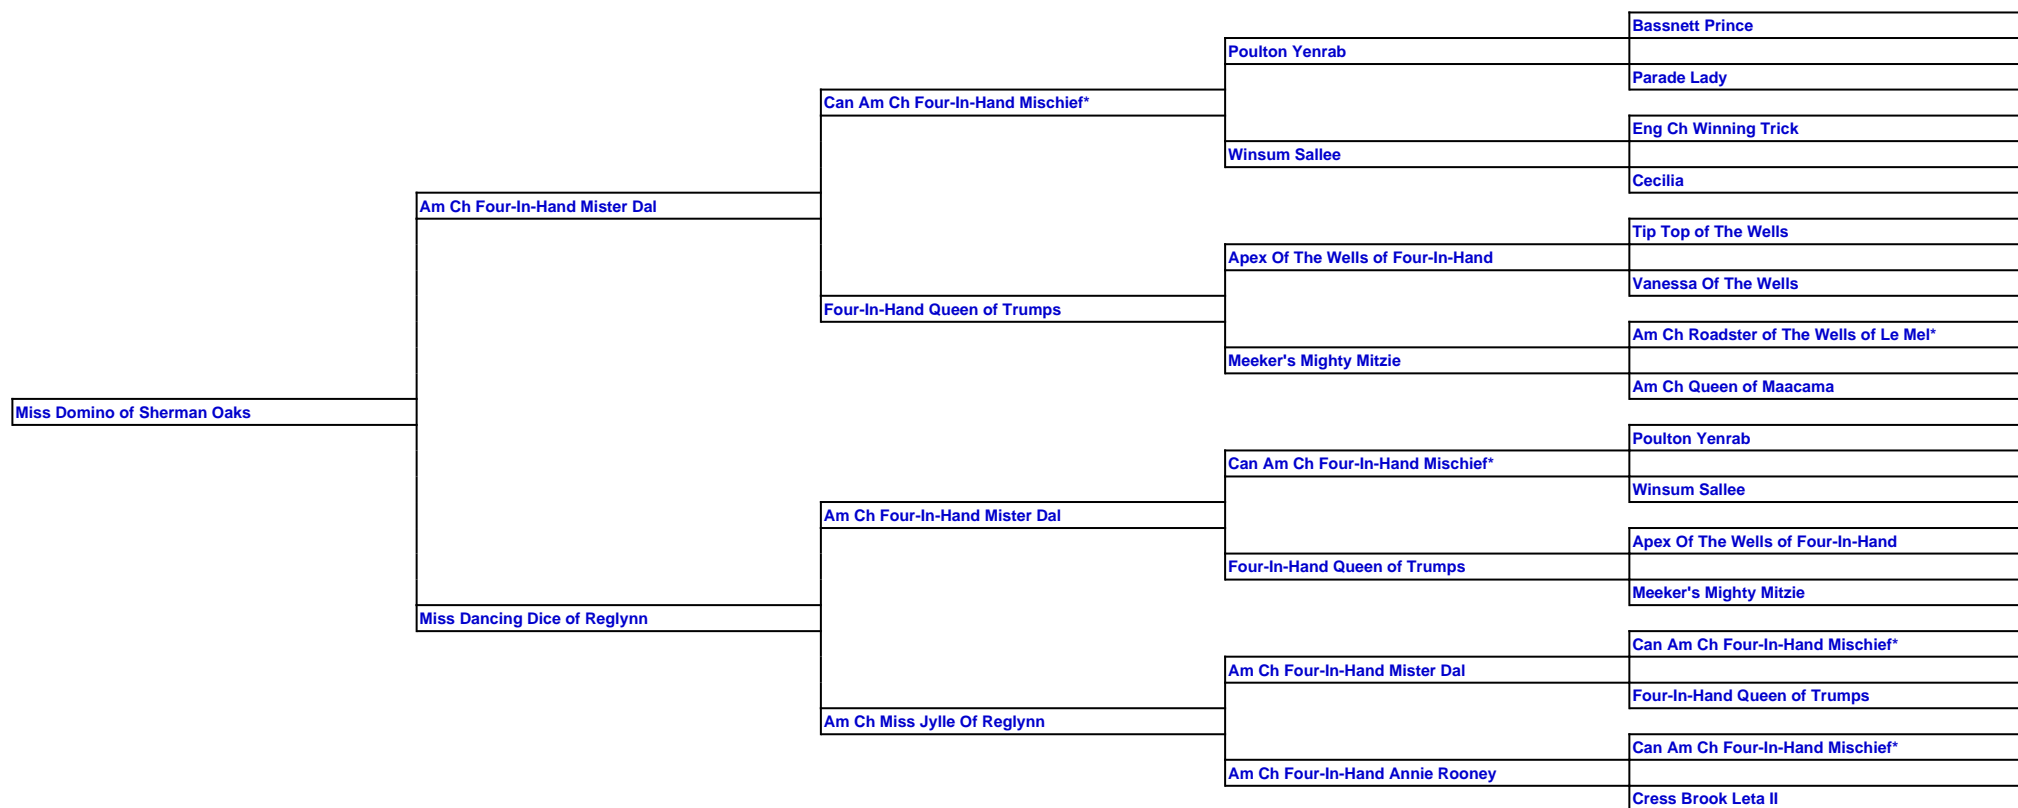 Bassnett Prince
Poulton Yenrab
Parade Lady
Can Am Ch Four-In-Hand Mischief*
Eng Ch Winning Trick
Winsum Sallee
Cecilia
Am Ch Four-In-Hand Mister Dal
Tip Top of The Wells
Apex Of The Wells of Four-In-Hand
Vanessa Of The Wells
Four-In-Hand Queen of Trumps
Am Ch Roadster of The Wells of Le Mel*
Meeker's Mighty Mitzie
Am Ch Queen of Maacama
Miss Domino of Sherman Oaks
Poulton Yenrab
Can Am Ch Four-In-Hand Mischief*
Winsum Sallee
Am Ch Four-In-Hand Mister Dal
Apex Of The Wells of Four-In-Hand
Four-In-Hand Queen of Trumps
Meeker's Mighty Mitzie
Miss Dancing Dice of Reglynn
Can Am Ch Four-In-Hand Mischief*
Am Ch Four-In-Hand Mister Dal
Four-In-Hand Queen of Trumps
Am Ch Miss Jylle Of Reglynn
Can Am Ch Four-In-Hand Mischief*
Am Ch Four-In-Hand Annie Rooney
Cress Brook Leta II